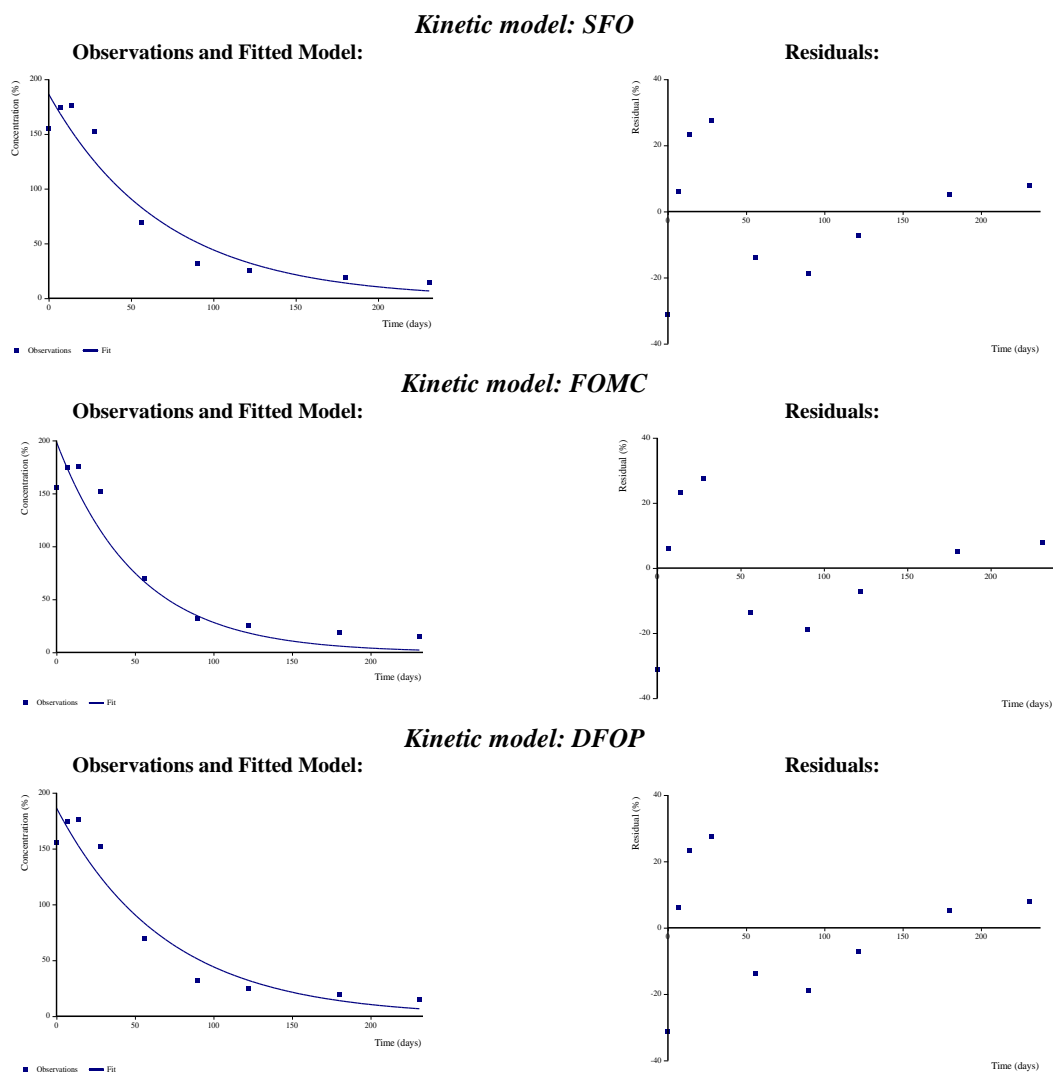 Kinetic model: SFO
Observations and Fitted Model:
Residuals:
Concentration (%)
200
150
100
50
0
0 50 100 150 200
Time (days)
Observations Fit
Residual (%)
40
20
0
-20
-40
0 50 100 150 200
Time (days)
Kinetic model: FOMC
Observations and Fitted Model:
Residuals:
Concentration (%)
200
150
100
50
0
0 50 100 150 200
Time (days)
Observations Fit
Residual (%)
40
20
0
-20
-40
0 50 100 150 200
Time (days)
Kinetic model: DFOP
Observations and Fitted Model:
Residuals:
Concentration (%)
200
150
100
50
0
0 50 100 150 200
Time (days)
Observations Fit
Residual (%)
40
20
0
-20
-40
0 50 100 150 200
Time (days)